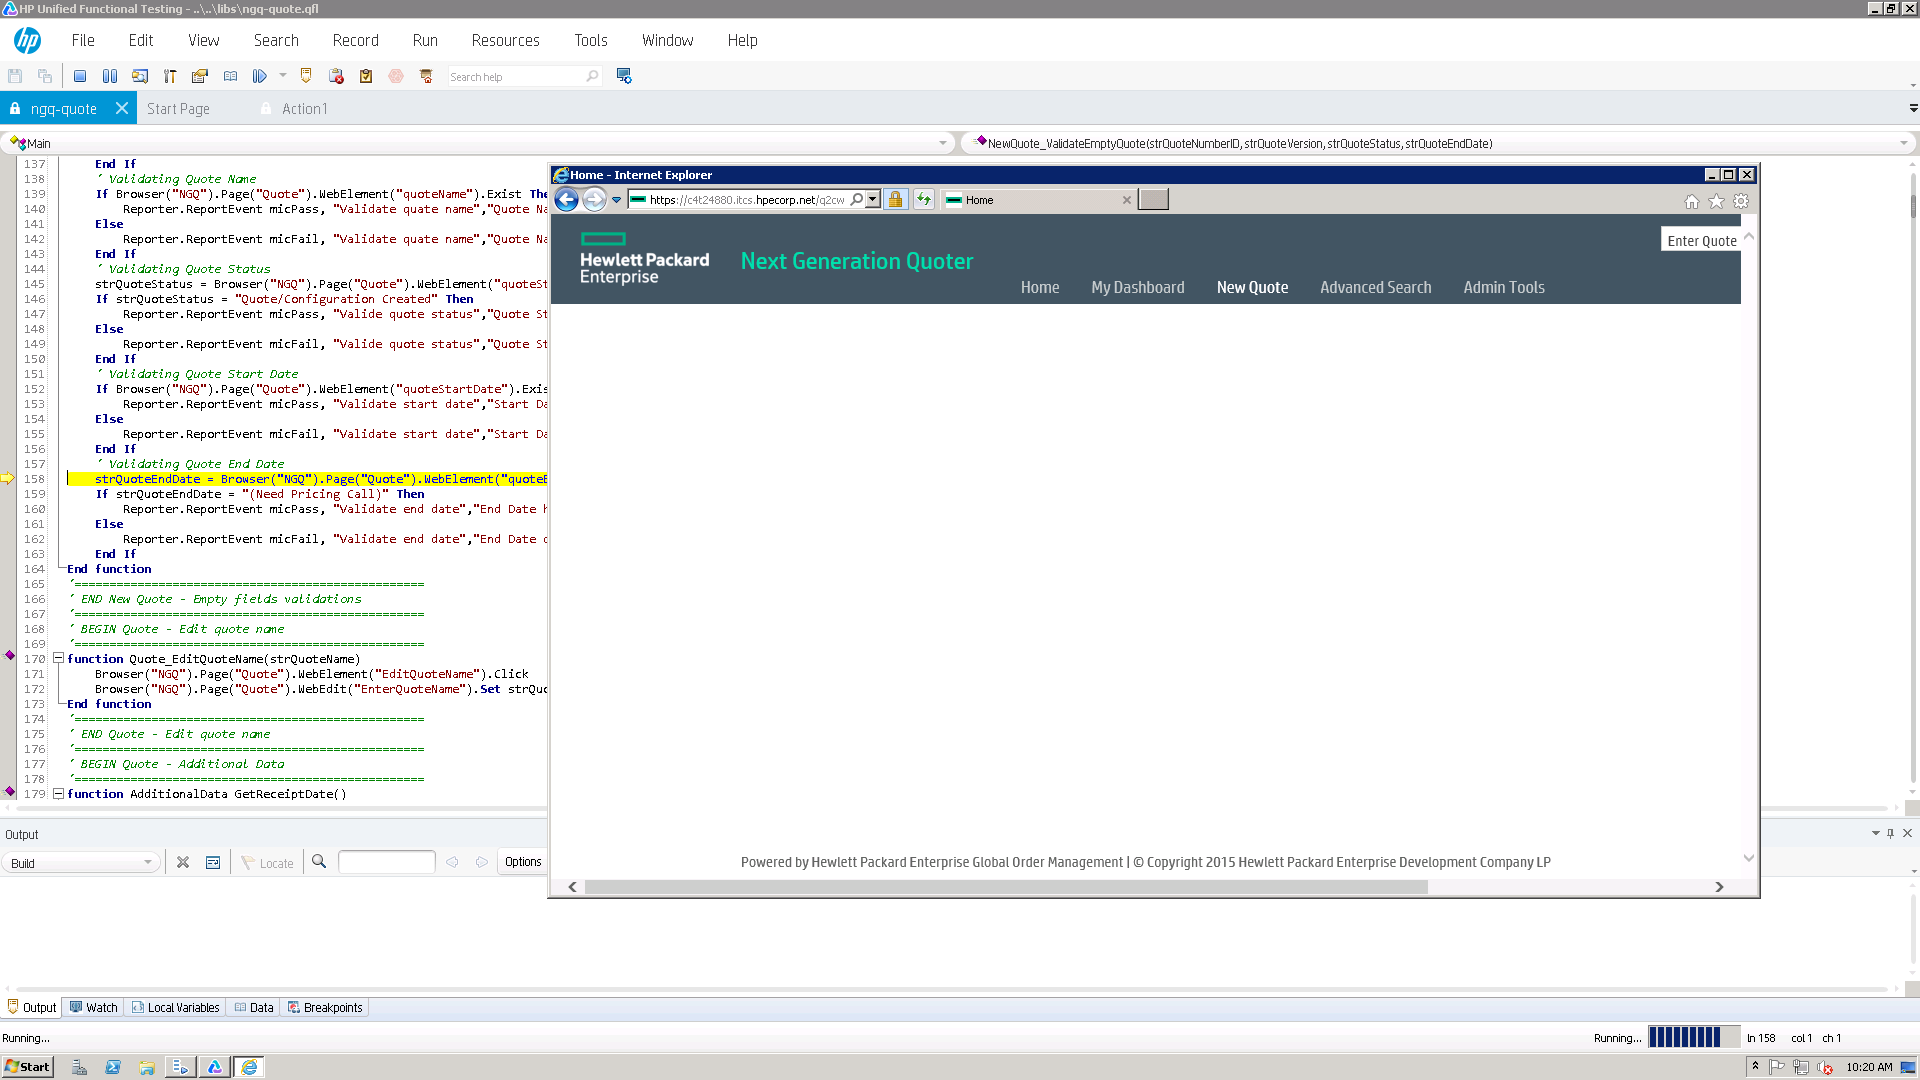 HP Unified Functional Testing - ..\..\libs\ngq-quote.qfl
hp
File Edit View Search Record Run Resources Tools Window Help
Search help
ngq-quote Start Page Action1
Main
NewQuote_ValidateEmptyQuote(strQuoteNumberID,strQuoteVersion,strQuoteStatus,strQuoteEndDate)
137 End If
138 ' Validating Quote Name
139 If Browser("NGQ").Page("Quote").WebElement("quoteName").Exist The
140 Reporter.ReportEvent micPass, "Validate quate name","Quote Na
141 Else
142 Reporter.ReportEvent micFail, "Validate quate name","Quote Na
143 End If
144 ' Validating Quote Status
145 strQuoteStatus = Browser("NGQ").Page("Quote").WebElement("quoteSt
146 If strQuoteStatus = "Quote/Configuration Created" Then
147 Reporter.ReportEvent micPass, "Valide quote status","Quote St
148 Else
149 Reporter.ReportEvent micFail, "Valide quote status","Quote St
150 End If
151 ' Validating Quote Start Date
152 If Browser("NGQ").Page("Quote").WebElement("quoteStartDate").Exis
153 Reporter.ReportEvent micPass, "Validate start date","Start Da
154 Else
155 Reporter.ReportEvent micFail, "Validate start date","Start Da
156 End If
157 ' Validating Quote End Date
158 strQuoteEndDate = Browser("NGQ").Page("Quote").WebElement("quoteE
159 If strQuoteEndDate = "(Need Pricing Call)" Then
160 Reporter.ReportEvent micPass, "Validate end date","End Date h
161 Else
162 Reporter.ReportEvent micFail, "Validate end date","End Date d
163 End If
164 End function
165 '==================================================
166 ' END New Quote - Empty fields validations
167 '==================================================
168 ' BEGIN Quote - Edit quote name
169 '==================================================
170 function Quote_EditQuoteName(strQuoteName)
171 Browser("NGQ").Page("Quote").WebElement("EditQuoteName").Click
172 Browser("NGQ").Page("Quote").WebEdit("EnterQuoteName").Set strQuo
173 End function
174 '==================================================
175 ' END Quote - Edit quote name
176 '==================================================
177 ' BEGIN Quote - Additional Data
178 '==================================================
179 function AdditionalData GetReceiptDate()
Home - Internet Explorer
https://c4t24880.itcs.hpecorp.net/q2cw
Home
Enter Quote
Hewlett Packard
Enterprise
Next Generation Quoter
Home My Dashboard New Quote Advanced Search Admin Tools
Powered by Hewlett Packard Enterprise Global Order Management | © Copyright 2015 Hewlett Packard Enterprise Development Company LP
Output
Build Locate Options
Output Watch Local Variables Data Breakpoints
Running... Running... ln 158 col 1 ch 1
Start 10:20 AM